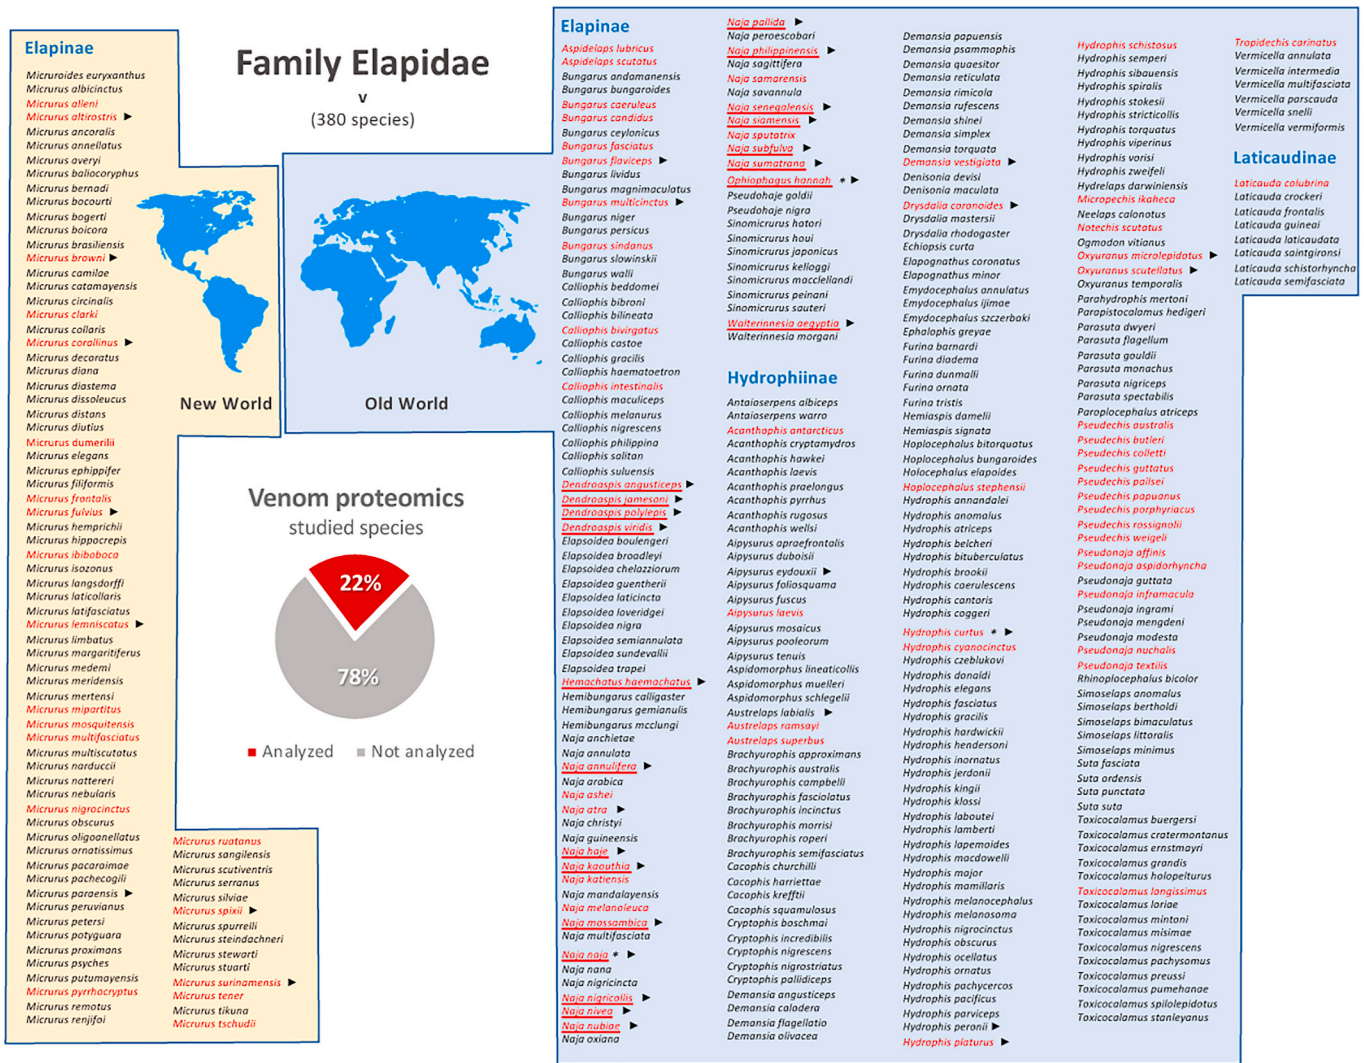 Family Elapidae
v
(380 species)
Elapinae
Micruroides euryxanthus
Micrurus albicinctus
Micrurus alleni
Micrurus altirostris ►
Micrurus ancoralis
Micrurus annellatus
Micrurus averyi
Micrurus baliocoryphus
Micrurus bernadi
Micrurus bocourti
Micrurus bogerti
Micrurus boicora
Micrurus brasiliensis
Micrurus browni ►
Micrurus camilae
Micrurus catamayensis
Micrurus circinalis
Micrurus clarki
Micrurus collaris
Micrurus corallinus ►
Micrurus decoratus
Micrurus diana
Micrurus diastema
Micrurus dissoleucus
Micrurus distans
Micrurus diutius
Micrurus dumerilii
Micrurus elegans
Micrurus ephippifer
Micrurus filiformis
Micrurus frontalis
Micrurus fulvius ►
Micrurus hemprichii
Micrurus hippocrepis
Micrurus ibiboboca
Micrurus isozonus
Micrurus langsdorffi
Micrurus laticollaris
Micrurus latifasciatus
Micrurus lemniscatus ►
Micrurus limbatus
Micrurus margaritiferus
Micrurus medemi
Micrurus meridensis
Micrurus mertensi
Micrurus mipartitus
Micrurus mosquitensis
Micrurus multifasciatus
Micrurus multiscutatus
Micrurus narduccii
Micrurus nattereri
Micrurus nebularis
Micrurus nigrocinctus
Micrurus obscurus
Micrurus oligoanellatus
Micrurus ornatissimus
Micrurus pacaraimae
Micrurus pachecogili
Micrurus paraensis ►
Micrurus peruvianus
Micrurus petersi
Micrurus potyguara
Micrurus proximans
Micrurus psyches
Micrurus putumayensis
Micrurus pyrrhocryptus
Micrurus remotus
Micrurus renjifoi
Micrurus ruatanus
Micrurus sangilensis
Micrurus scutiventris
Micrurus serranus
Micrurus silviae
Micrurus spixii ►
Micrurus spurrelli
Micrurus steindachneri
Micrurus stewarti
Micrurus stuarti
Micrurus surinamensis ►
Micrurus tener
Micrurus tikuna
Micrurus tschudii
New World
Old World
Venom proteomics
studied species
22%
78%
Analyzed
Not analyzed
Elapinae
Aspidelaps lubricus
Aspidelaps scutatus
Bungarus andamanensis
Bungarus bungaroides
Bungarus caeruleus
Bungarus candidus
Bungarus ceylonicus
Bungarus fasciatus
Bungarus flaviceps ►
Bungarus lividus
Bungarus magnimaculatus
Bungarus multicinctus ►
Bungarus niger
Bungarus persicus
Bungarus sindanus
Bungarus slowinskii
Bungarus walli
Calliophis beddomei
Calliophis bibroni
Calliophis bilineata
Calliophis bivirgatus
Calliophis castoe
Calliophis gracilis
Calliophis haematoetron
Calliophis intestinalis
Calliophis maculiceps
Calliophis melanurus
Calliophis nigrescens
Calliophis philippina
Calliophis salitan
Calliophis suluensis
Dendroaspis angusticeps ►
Dendroaspis jamesoni ►
Dendroaspis polylepis ►
Dendroaspis viridis ►
Elapsoidea boulengeri
Elapsoidea broadleyi
Elapsoidea chelazziorum
Elapsoidea guentherii
Elapsoidea laticincta
Elapsoidea loveridgei
Elapsoidea nigra
Elapsoidea semiannulata
Elapsoidea sundevallii
Elapsoidea trapei
Hemachatus haemachatus ►
Hemibungarus calligaster
Hemibungarus gemianulis
Hemibungarus mcclungi
Naja anchietae
Naja annulata
Naja annulifera ►
Naja arabica
Naja ashei
Naja atra ►
Naja christyi
Naja guineensis
Naja haje ►
Naja kaouthia ►
Naja katiensis
Naja mandalayensis
Naja melanoleuca
Naja mossambica ►
Naja multifasciata
Naja naja * ►
Naja nana
Naja nigricincta
Naja nigricollis ►
Naja nivea ►
Naja nubiae ►
Naja oxiana
Naja pallida ►
Naja peroescobari
Naja philippinensis ►
Naja sagittifera
Naja samarensis
Naja savannula
Naja senegalensis ►
Naja siamensis ►
Naja sputatrix
Naja subfulva ►
Naja sumatrana ►
Ophiophagus hannah * ►
Pseudohaje goldii
Pseudohaje nigra
Sinomicrurus hatori
Sinomicrurus houi
Sinomicrurus japonicus
Sinomicrurus kelloggi
Sinomicrurus macclellandi
Sinomicrurus peinani
Sinomicrurus sauteri
Walterinnesia aegyptia ►
Walterinnesia morgani
Hydrophiinae
Antaioserpens albiceps
Antaioserpens warro
Acanthophis antarcticus
Acanthophis cryptamydros
Acanthophis hawkei
Acanthophis laevis
Acanthophis praelongus
Acanthophis pyrrhus
Acanthophis rugosus
Acanthophis wellsi
Aipysurus apraefrontalis
Aipysurus duboisii
Aipysurus eydouxii ►
Aipysurus foliosquama
Aipysurus fuscus
Aipysurus laevis
Aipysurus mosaicus
Aipysurus pooleorum
Aipysurus tenuis
Aspidomorphus lineaticollis
Aspidomorphus muelleri
Aspidomorphus schlegelii
Austrelaps labialis ►
Austrelaps ramsayi
Austrelaps superbus
Brachyurophis approximans
Brachyurophis australis
Brachyurophis campbelli
Brachyurophis fasciolatus
Brachyurophis incinctus
Brachyurophis morrisi
Brachyurophis roperi
Brachyurophis semifasciatus
Cacophis churchilli
Cacophis harriettae
Cacophis krefftii
Cacophis squamulosus
Cryptophis boschmai
Cryptophis incredibilis
Cryptophis nigrescens
Cryptophis nigrostriatus
Cryptophis pallidiceps
Demansia angusticeps
Demansia calodera
Demansia flagellatio
Demansia olivacea
Demansia papuensis
Demansia psammophis
Demansia quaesitor
Demansia reticulata
Demansia rimicola
Demansia rufescens
Demansia shinei
Demansia simplex
Demansia torquata
Demansia vestigiata ►
Denisonia devisi
Denisonia maculata
Drysdalia coronoides ►
Drysdalia mastersii
Drysdalia rhodogaster
Echiopsis curta
Elapognathus coronatus
Elapognathus minor
Emydocephalus annulatus
Emydocephalus ijimae
Emydocephalus szczerbaki
Ephalophis greyae
Furina barnardi
Furina diadema
Furina dunmalli
Furina ornata
Furina tristis
Hemiaspis damelii
Hemiaspis signata
Hoplocephalus bitorquatus
Hoplocephalus bungaroides
Holocephalus elapoides
Hoplocephalus stephensii
Hydrophis annandalei
Hydrophis anomalus
Hydrophis atriceps
Hydrophis belcheri
Hydrophis bituberculatus
Hydrophis brookii
Hydrophis caerulescens
Hydrophis cantoris
Hydrophis coggeri
Hydrophis curtus * ►
Hydrophis cyanocinctus
Hydrophis czeblukovi
Hydrophis donaldi
Hydrophis elegans
Hydrophis fasciatus
Hydrophis gracilis
Hydrophis hardwickii
Hydrophis hendersoni
Hydrophis inornatus
Hydrophis jerdonii
Hydrophis kingii
Hydrophis klossi
Hydrophis laboutei
Hydrophis lamberti
Hydrophis lapemoides
Hydrophis macdowelli
Hydrophis major
Hydrophis mamillaris
Hydrophis melanocephalus
Hydrophis melanosoma
Hydrophis nigrocinctus
Hydrophis obscurus
Hydrophis ocellatus
Hydrophis ornatus
Hydrophis pachycercos
Hydrophis pacificus
Hydrophis parviceps
Hydrophis peronii ►
Hydrophis platurus ►
Hydrophis schistosus
Hydrophis semperi
Hydrophis sibauensis
Hydrophis spiralis
Hydrophis stokesii
Hydrophis stricticollis
Hydrophis torquatus
Hydrophis viperinus
Hydrophis vorisi
Hydrophis zweifeli
Hydrelaps darwiniensis
Micropechis ikaheca
Neelaps calonotus
Notechis scutatus
Ogmodon vitianus
Oxyuranus microlepidotus ►
Oxyuranus scutellatus ►
Oxyuranus temporalis
Parahydrophis mertoni
Parapistocalamus hedigeri
Parasuta dwyeri
Parasuta flagellum
Parasuta gouldii
Parasuta monachus
Parasuta nigriceps
Parasuta spectabilis
Paroplocephalus atriceps
Pseudechis australis
Pseudechis butleri
Pseudechis colletti
Pseudechis guttatus
Pseudechis pailsei
Pseudechis papuanus
Pseudechis porphyriacus
Pseudechis rossignolii
Pseudechis weigeli
Pseudonaja affinis
Pseudonaja aspidorhyncha
Pseudonaja guttata
Pseudonaja inframacula
Pseudonaja ingrami
Pseudonaja mengdeni
Pseudonaja modesta
Pseudonaja nuchalis
Pseudonaja textilis
Rhinoplocephalus bicolor
Simoselaps anomalus
Simoselaps bertholdi
Simoselaps bimaculatus
Simoselaps littoralis
Simoselaps minimus
Suta fasciata
Suta ordensis
Suta punctata
Suta suta
Toxicocalamus buergersi
Toxicocalamus cratermontanus
Toxicocalamus ernstmayri
Toxicocalamus grandis
Toxicocalamus holopelturus
Toxicocalamus longissimus
Toxicocalamus loriae
Toxicocalamus mintoni
Toxicocalamus misimae
Toxicocalamus nigrescens
Toxicocalamus pachysomus
Toxicocalamus preussi
Toxicocalamus pumehanae
Toxicocalamus spilolepidotus
Toxicocalamus stanleyanus
Tropidechis carinatus
Vermicella annulata
Vermicella intermedia
Vermicella multifasciata
Vermicella parscauda
Vermicella snelli
Vermicella vermiformis
Laticaudinae
Laticauda colubrina
Laticauda crockeri
Laticauda frontalis
Laticauda guineai
Laticauda laticaudata
Laticauda saintgironsi
Laticauda schistorhyncha
Laticauda semifasciata